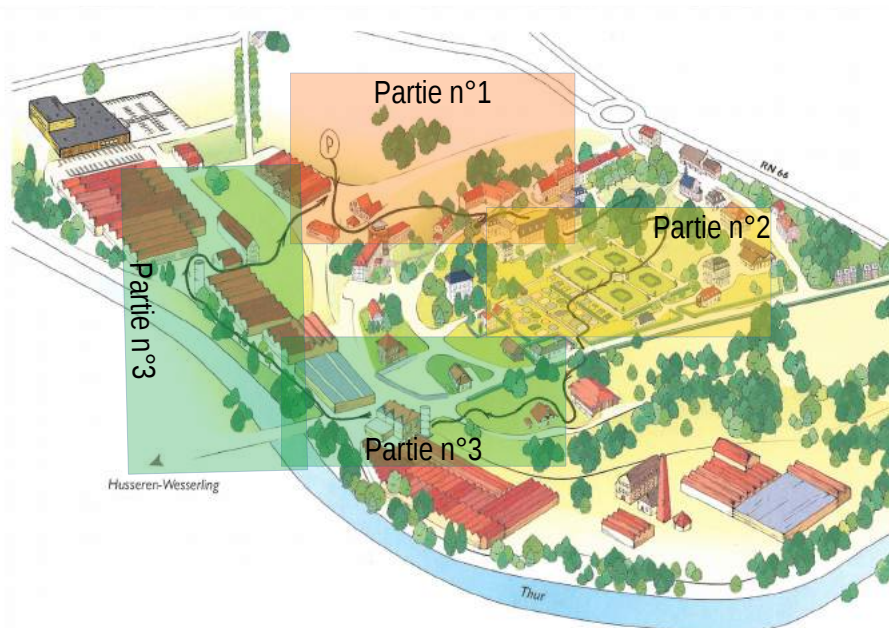 Partie n°1
P
RN 66
Partie n°2
Partie n°3
Partie n°3
Husseren-Wesserling
Thur